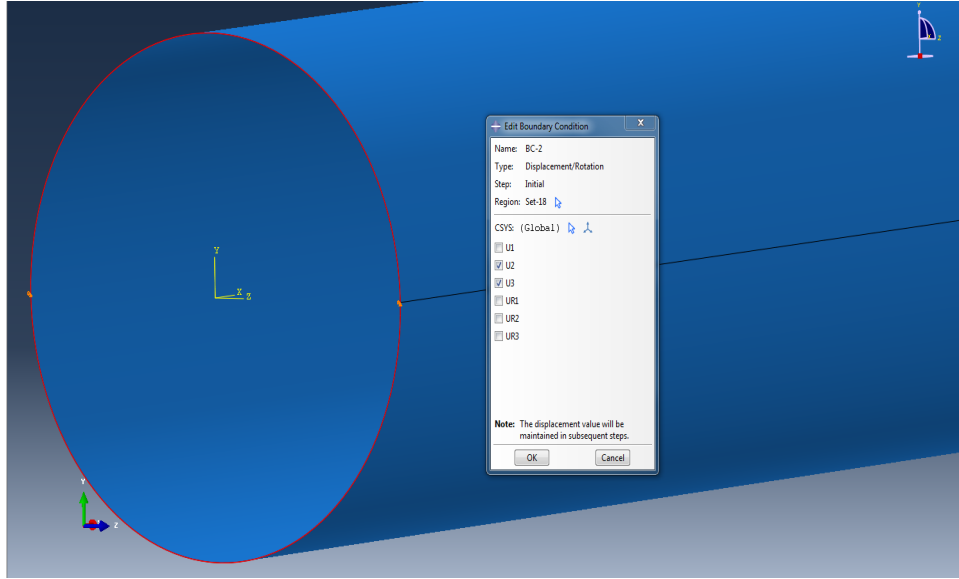 Y
X
Z
Edit Boundary Condition
X
Name: BC-2
Type: Displacement/Rotation
Step: Initial
Region: Set-18
CSYS: (Global)
U1
U2
U3
UR1
UR2
UR3
Note: The displacement value will be
maintained in subsequent steps.
OK Cancel
Y
X Z
Y
Z